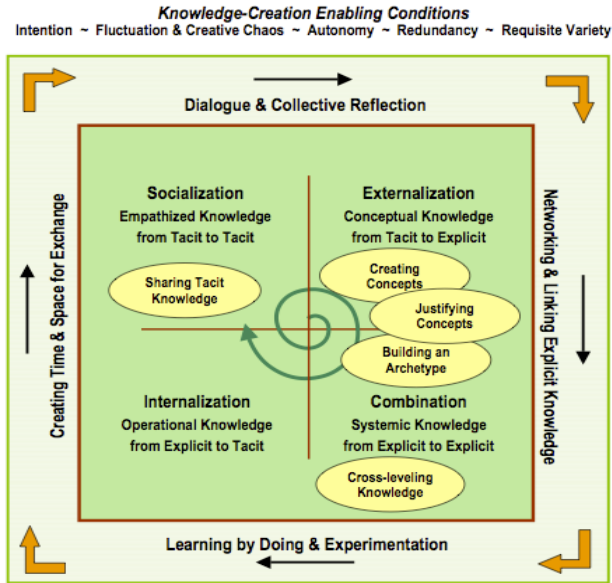 Knowledge-Creation Enabling Conditions
Intention ~ Fluctuation & Creative Chaos ~ Autonomy ~ Redundancy ~ Requisite Variety
Dialogue & Collective Reflection
Creating Time & Space for Exchange
Socialization
Empathized Knowledge
from Tacit to Tacit
Sharing Tacit
Knowledge
Externalization
Conceptual Knowledge
from Tacit to Explicit
Creating
Concepts
Justifying
Concepts
Building an
Archetype
Internalization
Operational Knowledge
from Explicit to Tacit
Combination
Systemic Knowledge
from Explicit to Explicit
Cross-leveling
Knowledge
Networking & Linking Explicit Knowledge
Learning by Doing & Experimentation